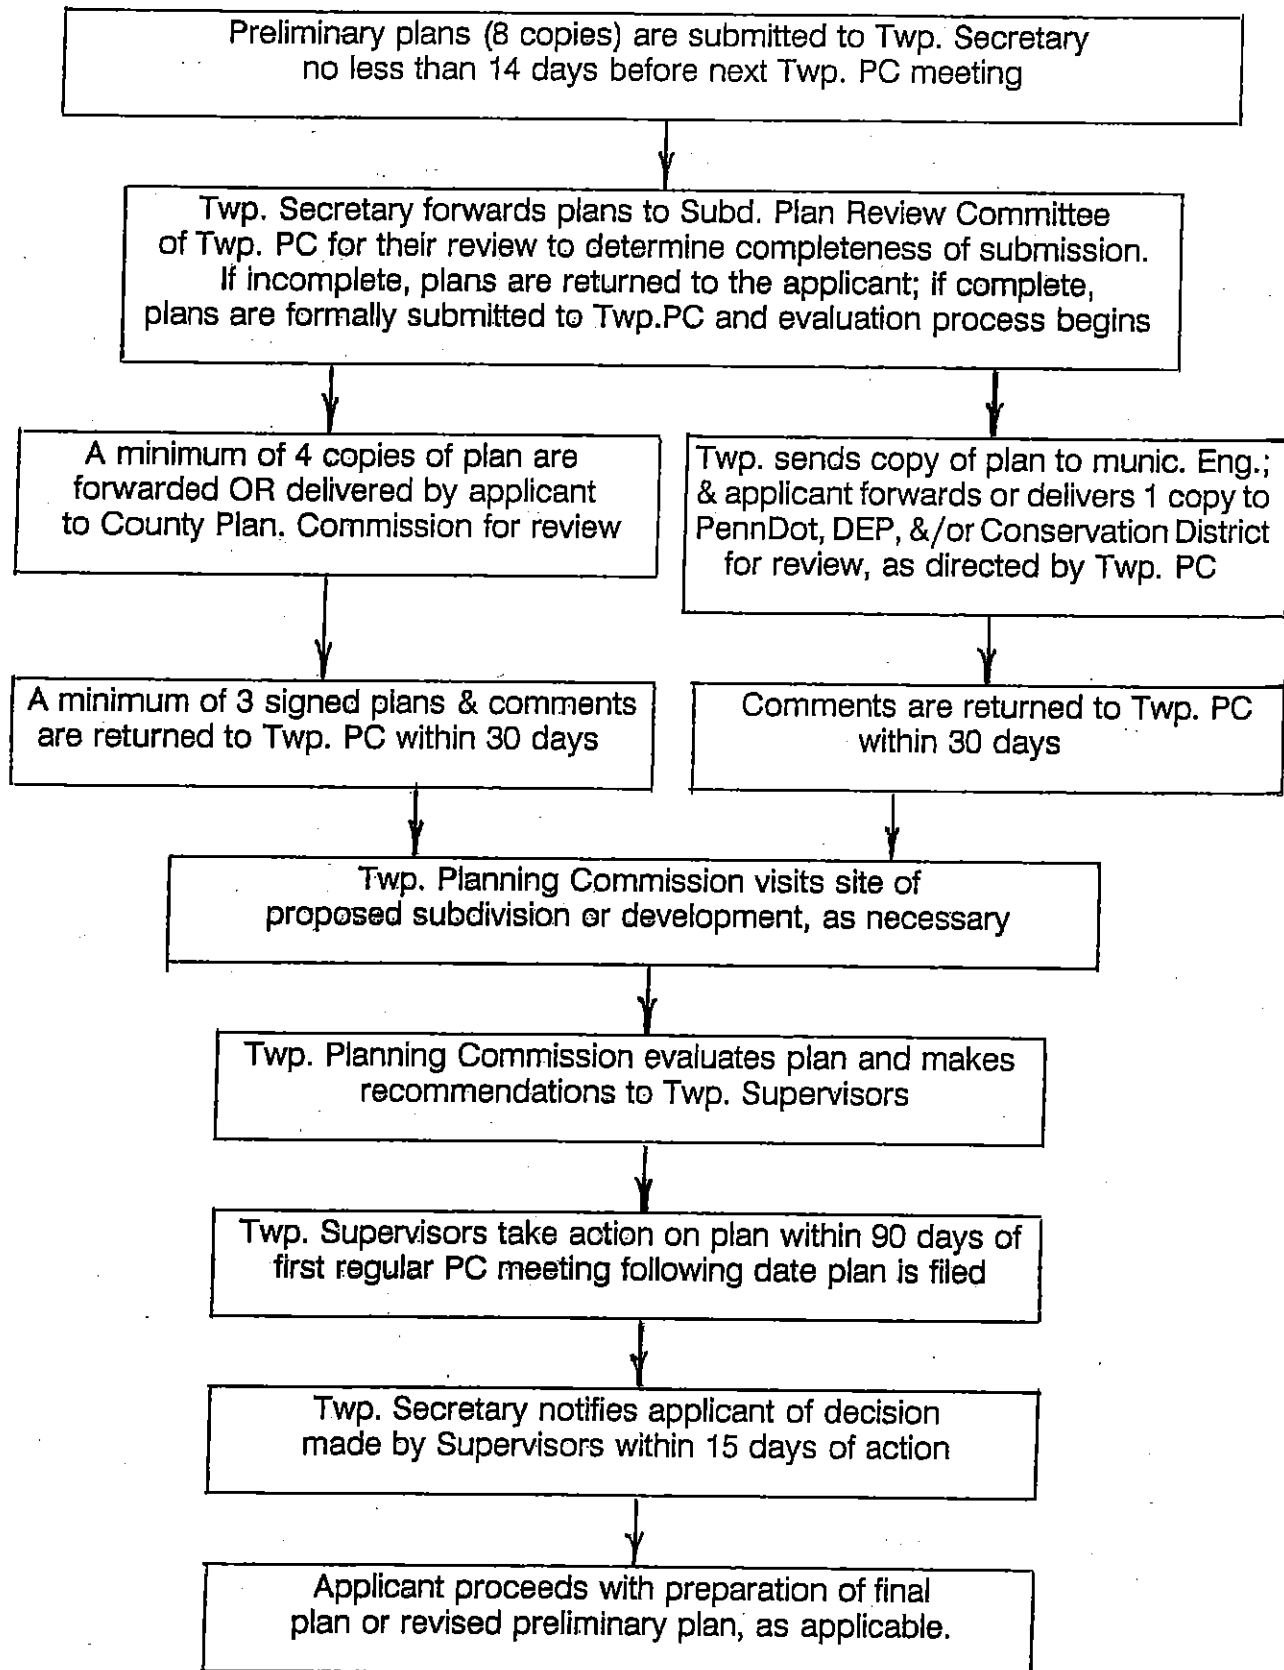 Preliminary plans (8 copies) are submitted to Twp. Secretary
no less than 14 days before next Twp. PC meeting
Twp. Secretary forwards plans to Subd. Plan Review Committee
of Twp. PC for their review to determine completeness of submission.
If incomplete, plans are returned to the applicant; if complete,
plans are formally submitted to Twp.PC and evaluation process begins
A minimum of 4 copies of plan are
forwarded OR delivered by applicant
to County Plan. Commission for review
Twp. sends copy of plan to munic. Eng.;
& applicant forwards or delivers 1 copy to
PennDot, DEP, &/or Conservation District
for review, as directed by Twp. PC
A minimum of 3 signed plans & comments
are returned to Twp. PC within 30 days
Comments are returned to Twp. PC
within 30 days
Twp. Planning Commission visits site of
proposed subdivision or development, as necessary
Twp. Planning Commission evaluates plan and makes
recommendations to Twp. Supervisors
Twp. Supervisors take action on plan within 90 days of
first regular PC meeting following date plan is filed
Twp. Secretary notifies applicant of decision
made by Supervisors within 15 days of action
Applicant proceeds with preparation of final
plan or revised preliminary plan, as applicable.